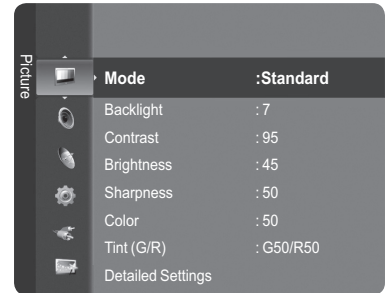 Picture
Mode :Standard
Backlight : 7
Contrast : 95
Brightness : 45
Sharpness : 50
Color : 50
Tint (G/R) : G50/R50
Detailed Settings